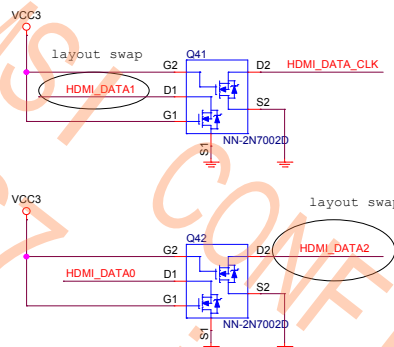 VCC3
layout swap
Q41
G2
D2
HDMI_DATA_CLK
HDMI_DATA1
D1
S2
G1
NN-2N7002D
S1
VCC3
layout swap
Q42
G2
D2
HDMI_DATA2
HDMI_DATA0
D1
S2
G1
NN-2N7002D
S1